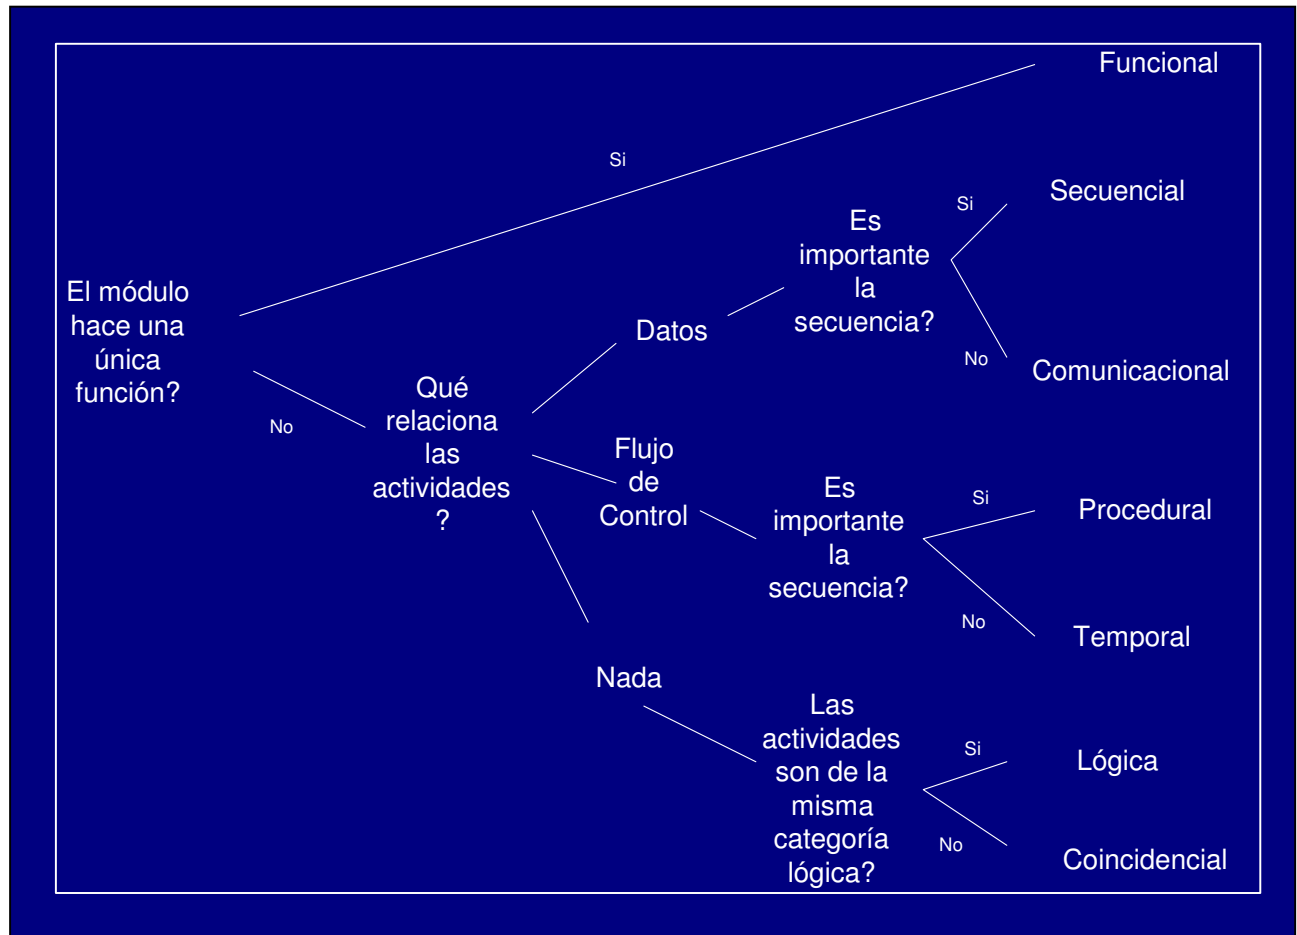 Funcional
Si
Secuencial
Si
Es
importante
la
secuencia?
El módulo
hace una
única
función?
Datos
No
Comunicacional
Qué
relaciona
las
actividades
?
No
Flujo
de
Control
Es
importante
la
secuencia?
Si
Procedural
No
Temporal
Nada
Las
actividades
son de la
misma
categoría
lógica?
Si
Lógica
No
Coincidencial